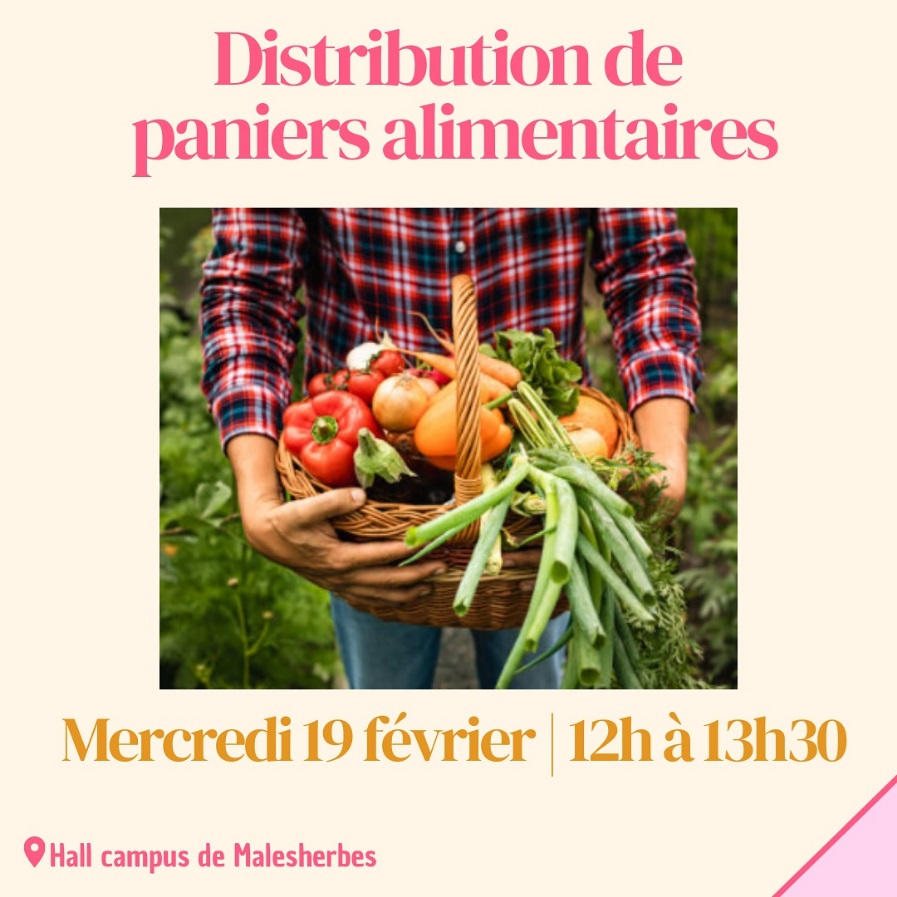 Distribution de
paniers alimentaires
Mercredi 19 février | 12h à 13h30
Hall campus de Malesherbes